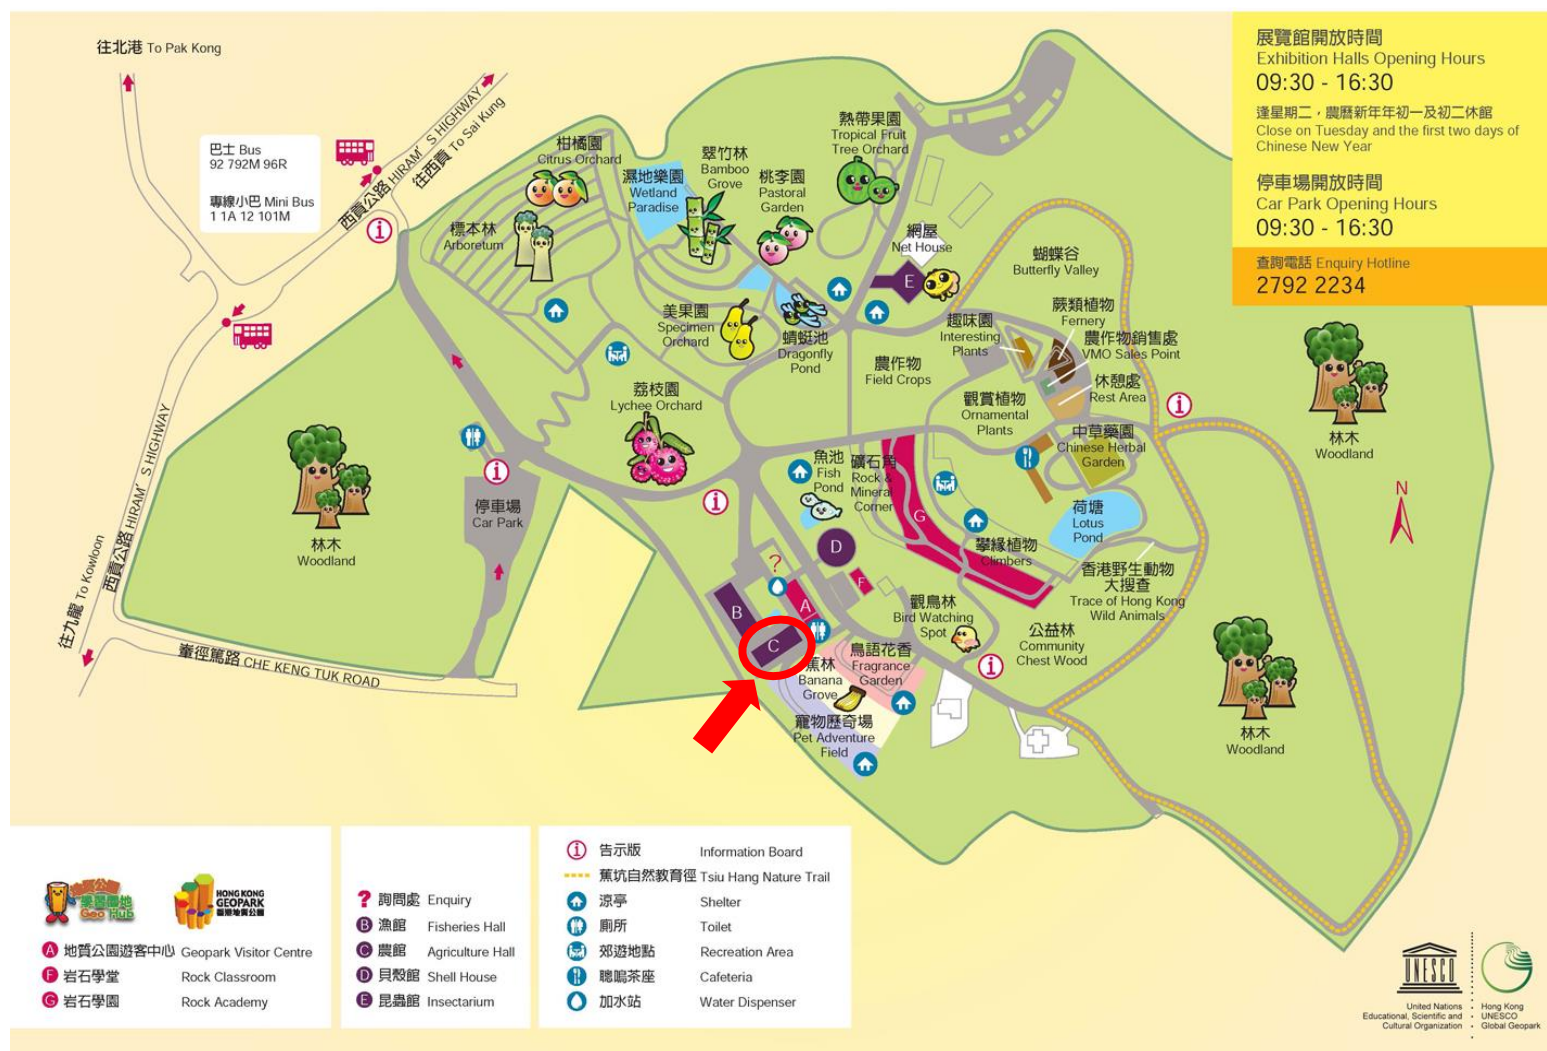 往北港 To Pak Kong
巴士 Bus
92 792M 96R
專線小巴 Mini Bus
1 1A 12 101M
西貢公路 HIRAM'S HIGHWAY
往西貢 To Sai Kung
西貢公路 HIRAM'S HIGHWAY
往九龍 To Kowloon
輋徑篤路 CHE KENG TUK ROAD
展覽館開放時間
Exhibition Halls Opening Hours
09:30 - 16:30
逢星期二，農曆新年年初一及初二休館
Close on Tuesday and the first two days of
Chinese New Year
停車場開放時間
Car Park Opening Hours
09:30 - 16:30
查詢電話 Enquiry Hotline
2792 2234
柑橘園
Citrus Orchard
標本林
Arboretum
濕地樂園
Wetland
Paradise
翠竹林
Bamboo
Grove
桃李園
Pastoral
Garden
熱帶果園
Tropical Fruit
Tree Orchard
網屋
Net House
E
蝴蝶谷
Butterfly Valley
美果園
Specimen
Orchard
蜻蜓池
Dragonfly
Pond
農作物
Field Crops
趣味園
Interesting
Plants
蕨類植物
Fernery
農作物銷售處
VMO Sales Point
休憩處
Rest Area
觀賞植物
Ornamental
Plants
中草藥園
Chinese Herbal
Garden
荔枝園
Lychee Orchard
林木
Woodland
林木
Woodland
林木
Woodland
停車場
Car Park
魚池
Fish
Pond
礦石角
Rock &
Mineral
Corner
G
荷塘
Lotus
Pond
攀緣植物
Climbers
香港野生動物
大搜查
Trace of Hong Kong
Wild Animals
N
D
?
F
B
A
C
觀鳥林
Bird Watching
Spot
公益林
Community
Chest Wood
鳥語花香
Fragrance
Garden
蕉林
Banana
Grove
寵物歷奇場
Pet Adventure
Field
地質公園
學習園地
Geo Hub
HONG KONG
GEOPARK
香港地質公園
A 地質公園遊客中心 Geopark Visitor Centre
F 岩石學堂 Rock Classroom
G 岩石學園 Rock Academy
? 詢問處 Enquiry
B 漁館 Fisheries Hall
C 農館 Agriculture Hall
D 貝殼館 Shell House
E 昆蟲館 Insectarium
i 告示版 Information Board
蕉坑自然教育徑 Tsiu Hang Nature Trail
涼亭 Shelter
廁所 Toilet
郊遊地點 Recreation Area
聰鳴茶座 Cafeteria
加水站 Water Dispenser
UNESCO
United Nations
Educational, Scientific and
Cultural Organization
Hong Kong
UNESCO
Global Geopark